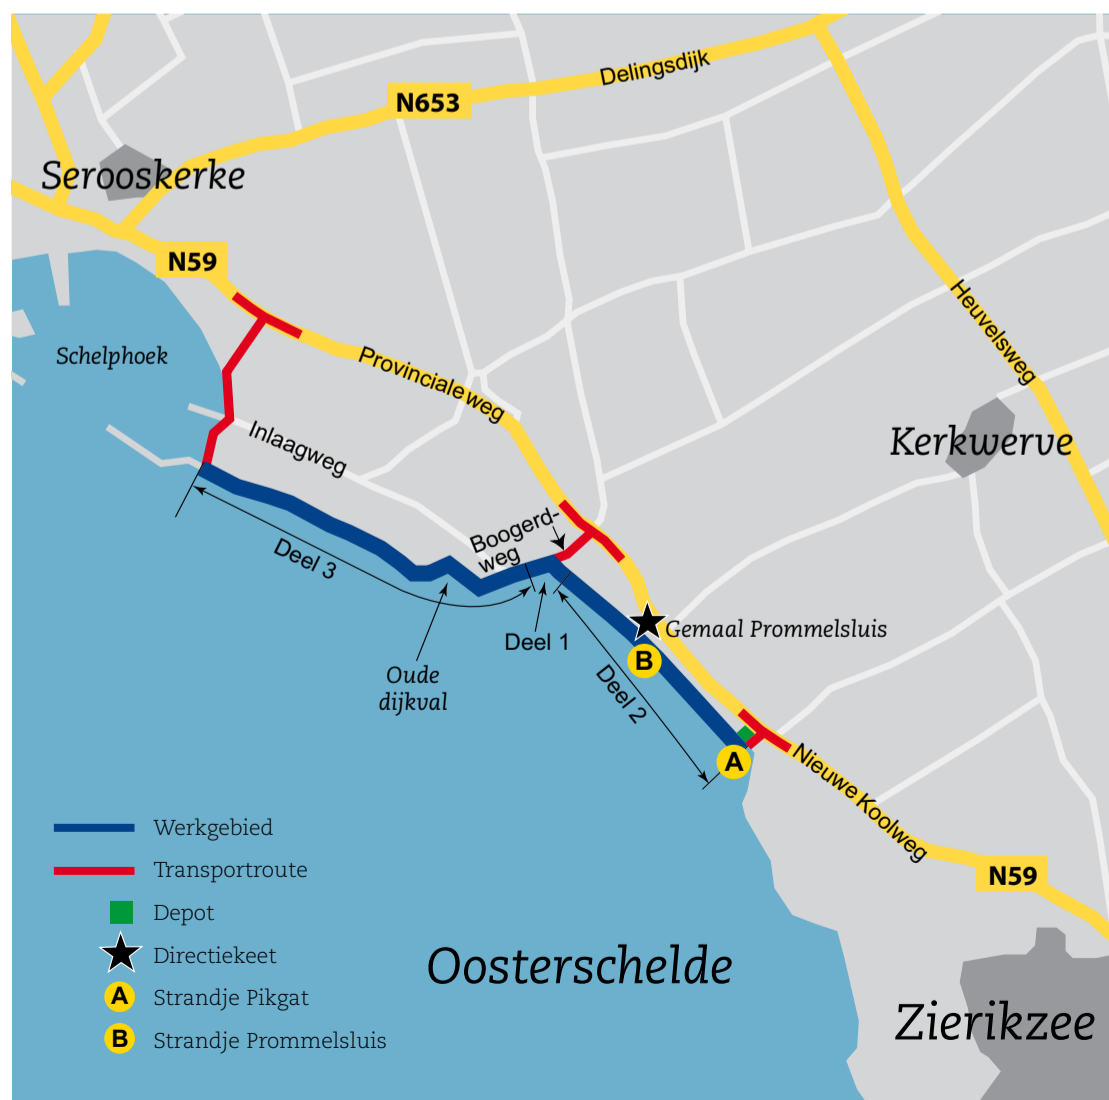 Delingsdijk
N653
Serooskerke
N59
Heuvelsweg
Schelphoek
Provincialeweg
Inlaagweg
Kerkwerve
Boogerd-
weg
Deel 3
Deel 1
Gemaal Prommelsluis
B
Oude
dijkval
Deel 2
A
Nieuwe Koolweg
N59
Werkgebied
Transportroute
Depot
Directiekeet
A Strandje Pikgat
B Strandje Prommelsluis
Oosterschelde
Zierikzee